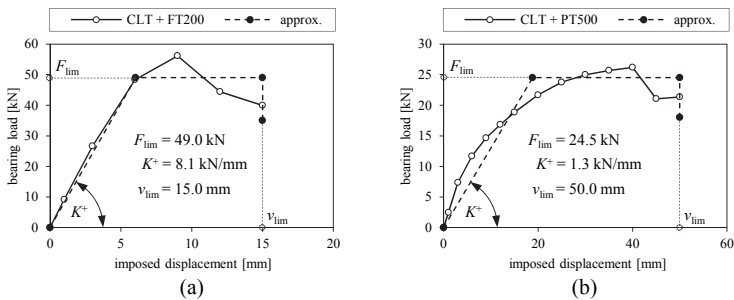 CLT + FT200 approx.
60
50
40
30
20
10
0
bearing load [kN]
F_lim
F_lim = 49.0 kN
K⁺ = 8.1 kN/mm
v_lim = 15.0 mm
K⁺
v_lim
0 5 10 15 20
imposed displacement [mm]
(a)
CLT + PT500 approx.
30
25
20
15
10
5
0
bearing load [kN]
F_lim
F_lim = 24.5 kN
K⁺ = 1.3 kN/mm
v_lim = 50.0 mm
K⁺
v_lim
0 20 40 60
imposed displacement [mm]
(b)